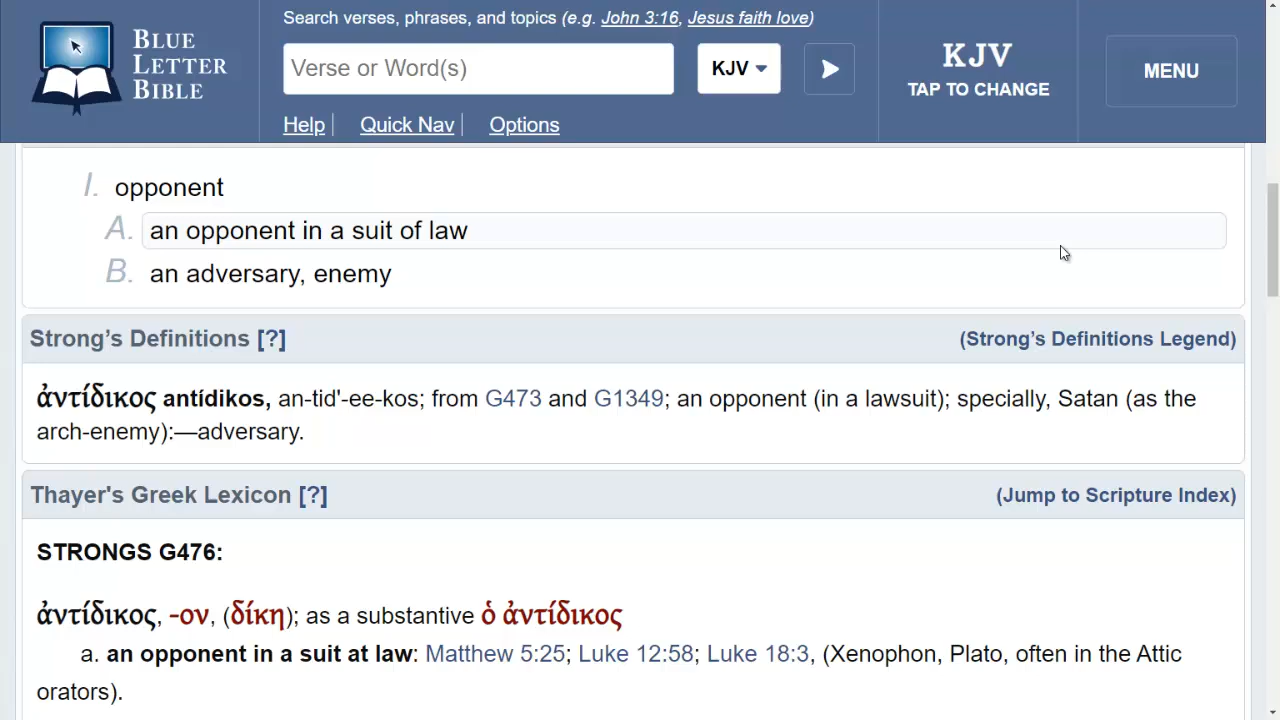 BLUE
LETTER
BIBLE
Search verses, phrases, and topics (e.g. John 3:16, Jesus faith love)
Verse or Word(s)
KJV
Help
Quick Nav
Options
KJV
TAP TO CHANGE
MENU
I. opponent
A. an opponent in a suit of law
B. an adversary, enemy
Strong’s Definitions [?]
(Strong’s Definitions Legend)
ἀντίδικος antídikos, an-tid'-ee-kos; from G473 and G1349; an opponent (in a lawsuit); specially, Satan (as the
arch-enemy):—adversary.
Thayer's Greek Lexicon [?]
(Jump to Scripture Index)
STRONGS G476:
ἀντίδικος, -ον, (δίκη); as a substantive ὁ ἀντίδικος
a. an opponent in a suit at law: Matthew 5:25; Luke 12:58; Luke 18:3, (Xenophon, Plato, often in the Attic
orators).